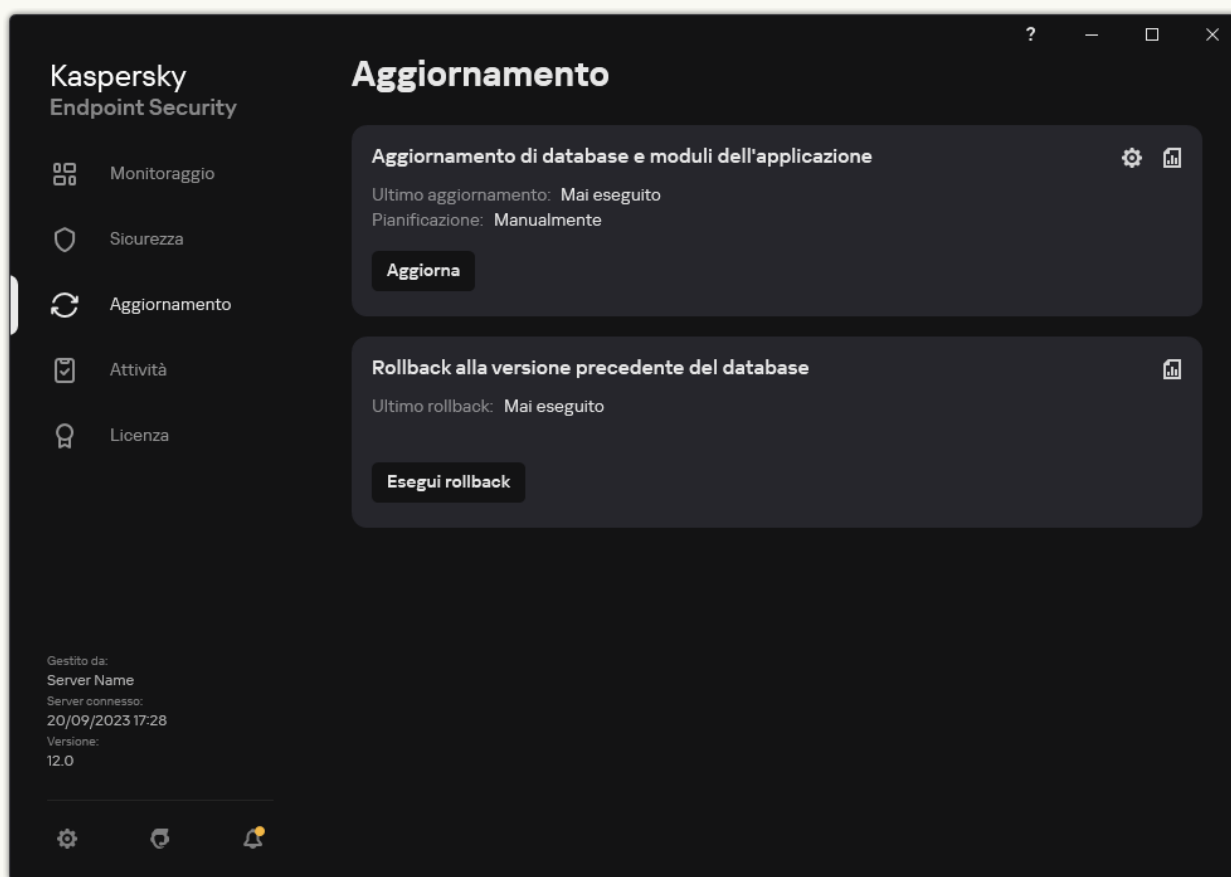 ?
Kaspersky
Endpoint Security
Monitoraggio
Sicurezza
Aggiornamento
Attività
Licenza
Gestito da:
Server Name
Server connesso:
20/09/2023 17:28
Versione:
12.0
Aggiornamento
Aggiornamento di database e moduli dell'applicazione
Ultimo aggiornamento: Mai eseguito
Pianificazione: Manualmente
Aggiorna
Rollback alla versione precedente del database
Ultimo rollback: Mai eseguito
Esegui rollback